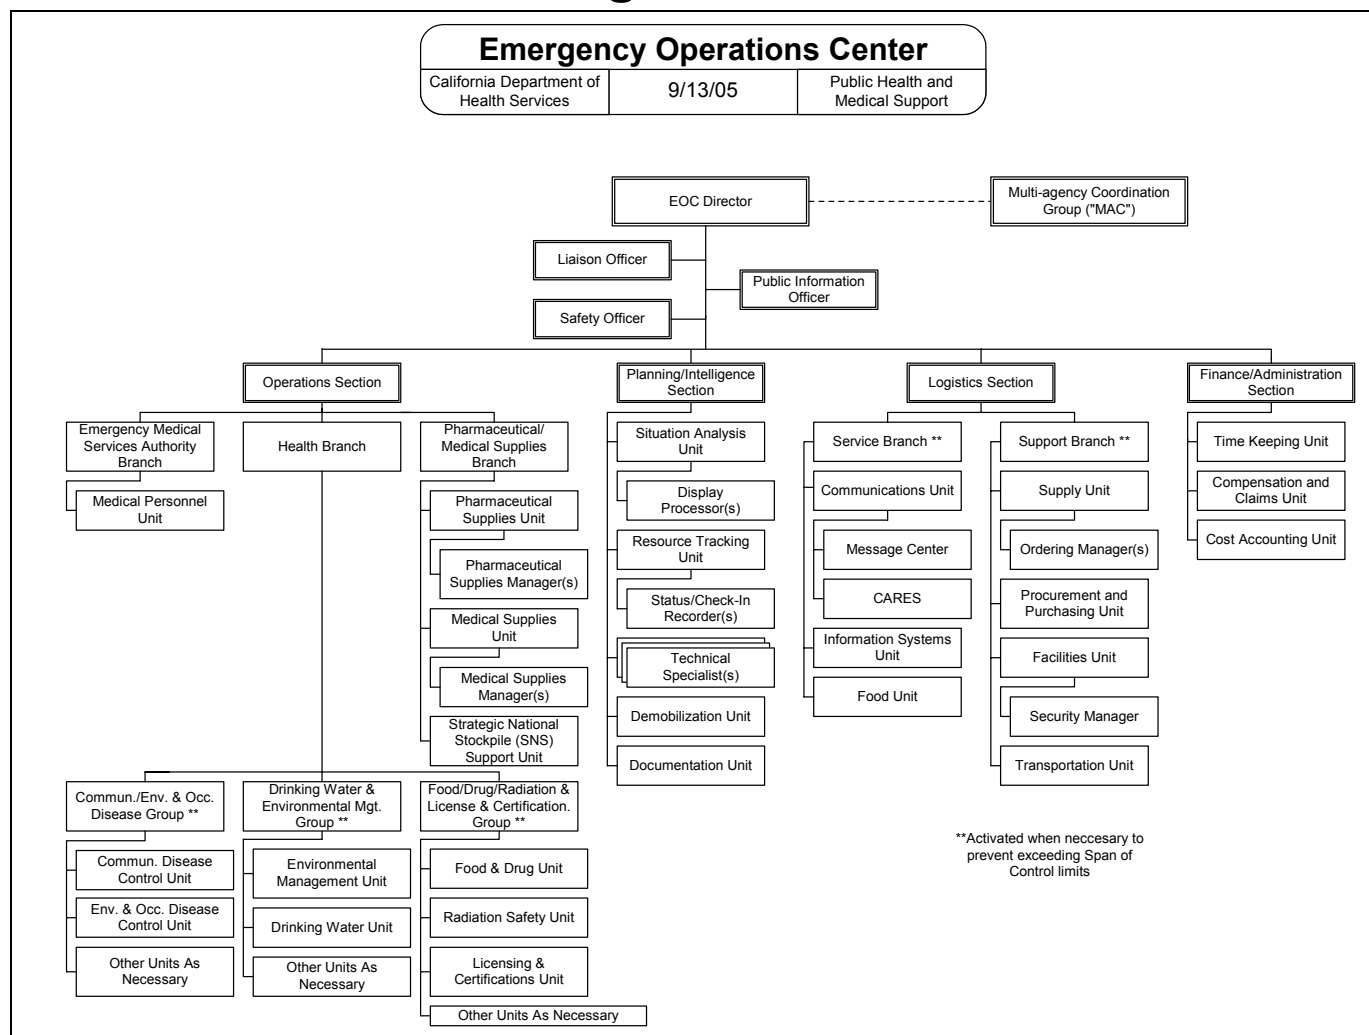 Emergency Operations Center
California Department of
Health Services
9/13/05
Public Health and
Medical Support
EOC Director
Multi-agency Coordination
Group ("MAC")
Liaison Officer
Public Information
Officer
Safety Officer
Operations Section
Planning/Intelligence
Section
Logistics Section
Finance/Administration
Section
Emergency Medical
Services Authority
Branch
Medical Personnel
Unit
Health Branch
Pharmaceutical/
Medical Supplies
Branch
Pharmaceutical
Supplies Unit
Pharmaceutical
Supplies Manager(s)
Medical Supplies
Unit
Medical Supplies
Manager(s)
Strategic National
Stockpile (SNS)
Support Unit
Situation Analysis
Unit
Display
Processor(s)
Resource Tracking
Unit
Status/Check-In
Recorder(s)
Technical
Specialist(s)
Demobilization Unit
Documentation Unit
Service Branch **
Communications Unit
Message Center
CARES
Information Systems
Unit
Food Unit
Support Branch **
Supply Unit
Ordering Manager(s)
Procurement and
Purchasing Unit
Facilities Unit
Security Manager
Transportation Unit
Time Keeping Unit
Compensation and
Claims Unit
Cost Accounting Unit
Commun./Env. & Occ.
Disease Group **
Commun. Disease
Control Unit
Env. & Occ. Disease
Control Unit
Other Units As
Necessary
Drinking Water &
Environmental Mgt.
Group **
Environmental
Management Unit
Drinking Water Unit
Other Units As
Necessary
Food/Drug/Radiation &
License & Certification.
Group **
Food & Drug Unit
Radiation Safety Unit
Licensing &
Certifications Unit
Other Units As Necessary
**Activated when neccesary to
prevent exceeding Span of
Control limits